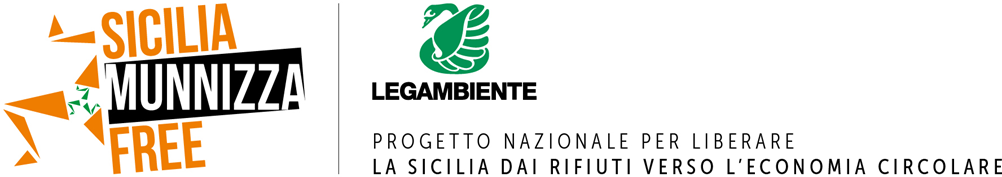 SICILIA
MUNNIZZA
FREE
LEGAMBIENTE
PROGETTO NAZIONALE PER LIBERARE
LA SICILIA DAI RIFIUTI VERSO L'ECONOMIA CIRCOLARE